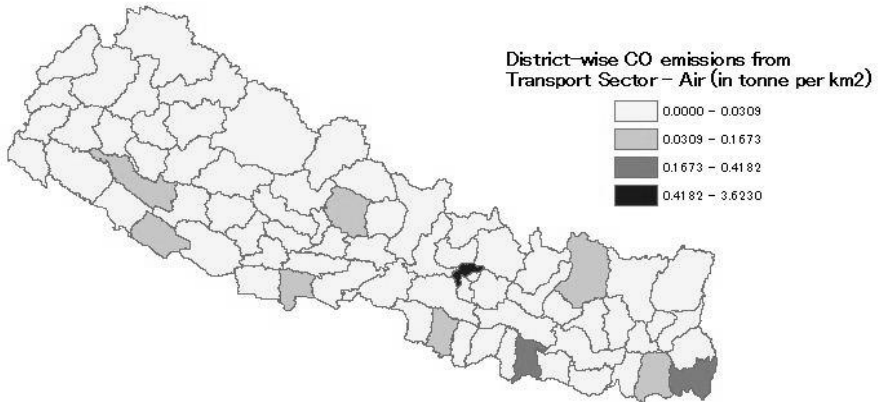 District-wise CO emissions from
Transport Sector - Air (in tonne per km2)
0.0000 - 0.0309
0.0309 - 0.1673
0.1673 - 0.4182
0.4182 - 3.6230